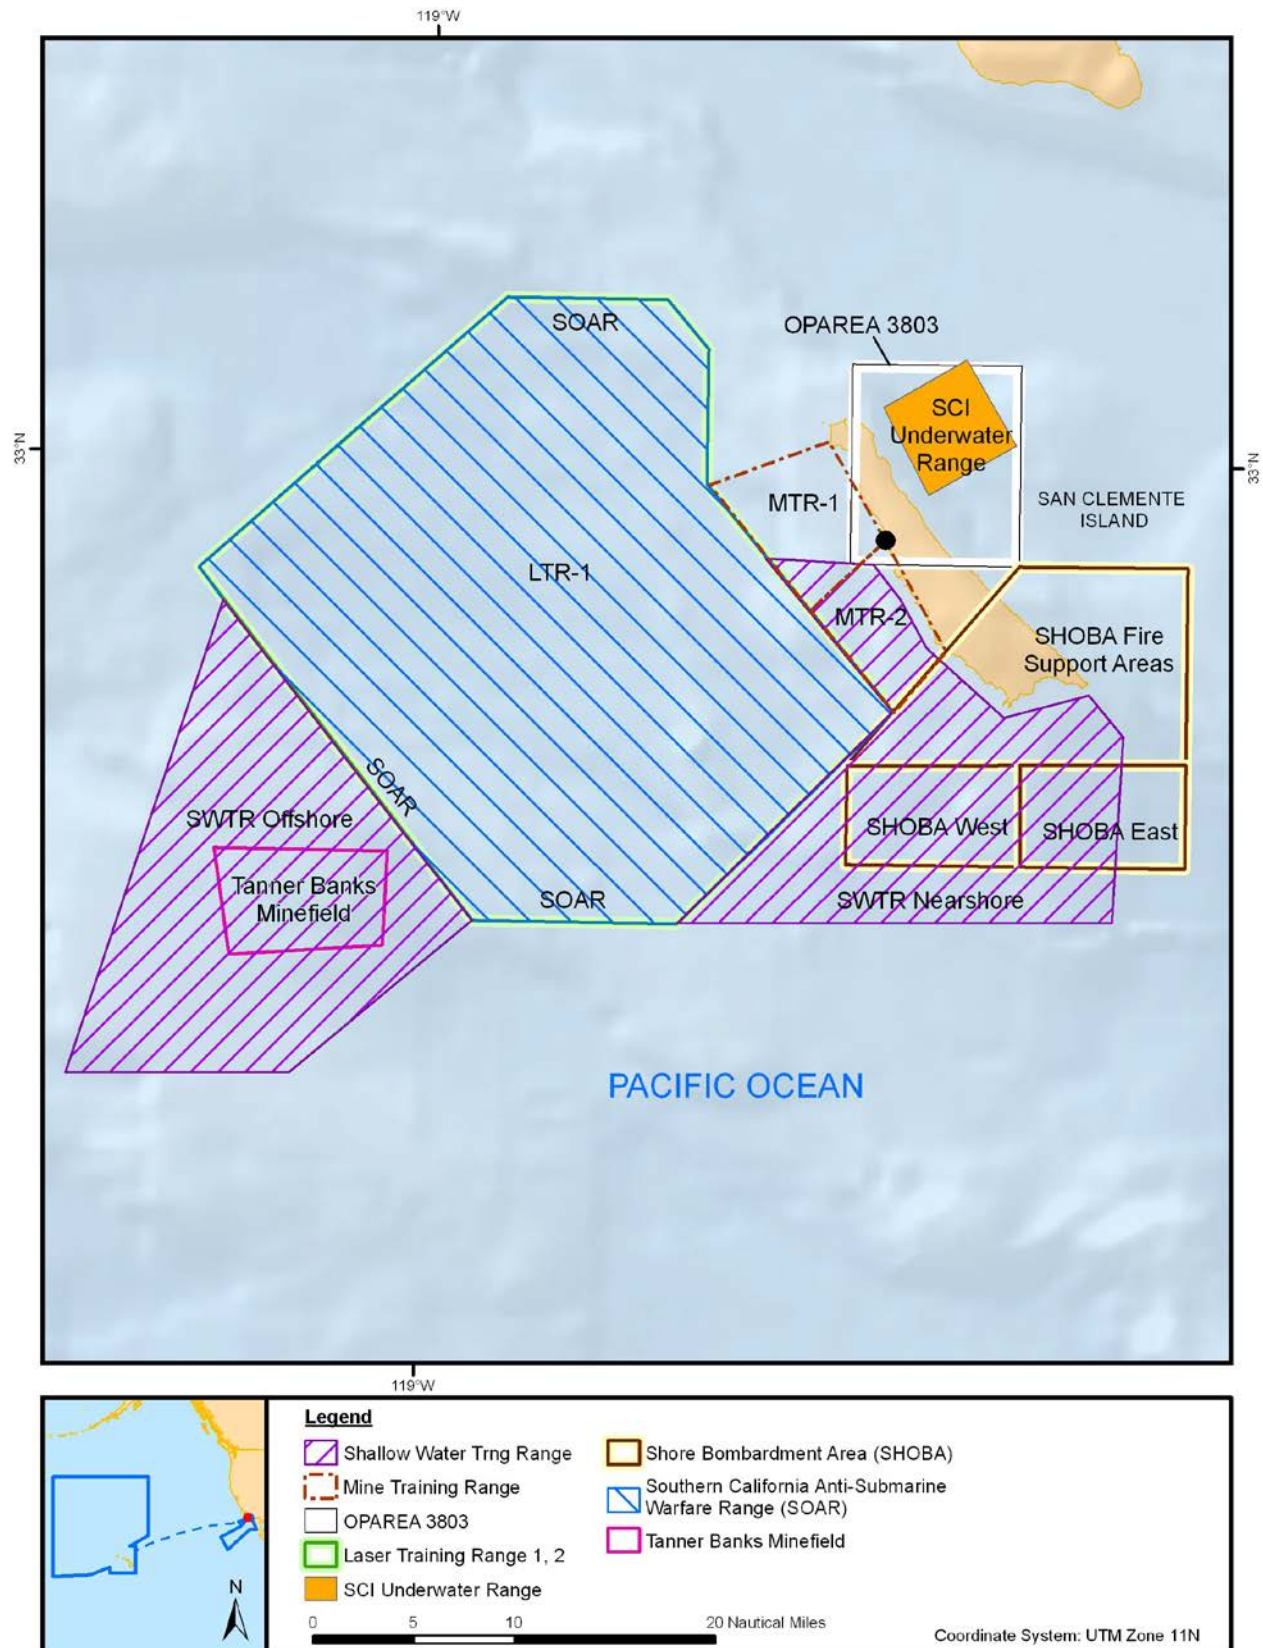 119°W
SOAR
OPAREA 3803
SCI
Underwater
Range
33°N
33°N
MTR-1
SAN CLEMENTE
ISLAND
LTR-1
MTR-2
SHOBA Fire
Support Areas
SOAR
SWTR Offshore
SHOBA West
SHOBA East
Tanner Banks
Minefield
SOAR
SWTR Nearshore
PACIFIC OCEAN
119°W
Legend
Shallow Water Trng Range
Mine Training Range
OPAREA 3803
Laser Training Range 1, 2
SCI Underwater Range
Shore Bombardment Area (SHOBA)
Southern California Anti-Submarine
Warfare Range (SOAR)
Tanner Banks Minefield
N
0 5 10 20 Nautical Miles
Coordinate System: UTM Zone 11N